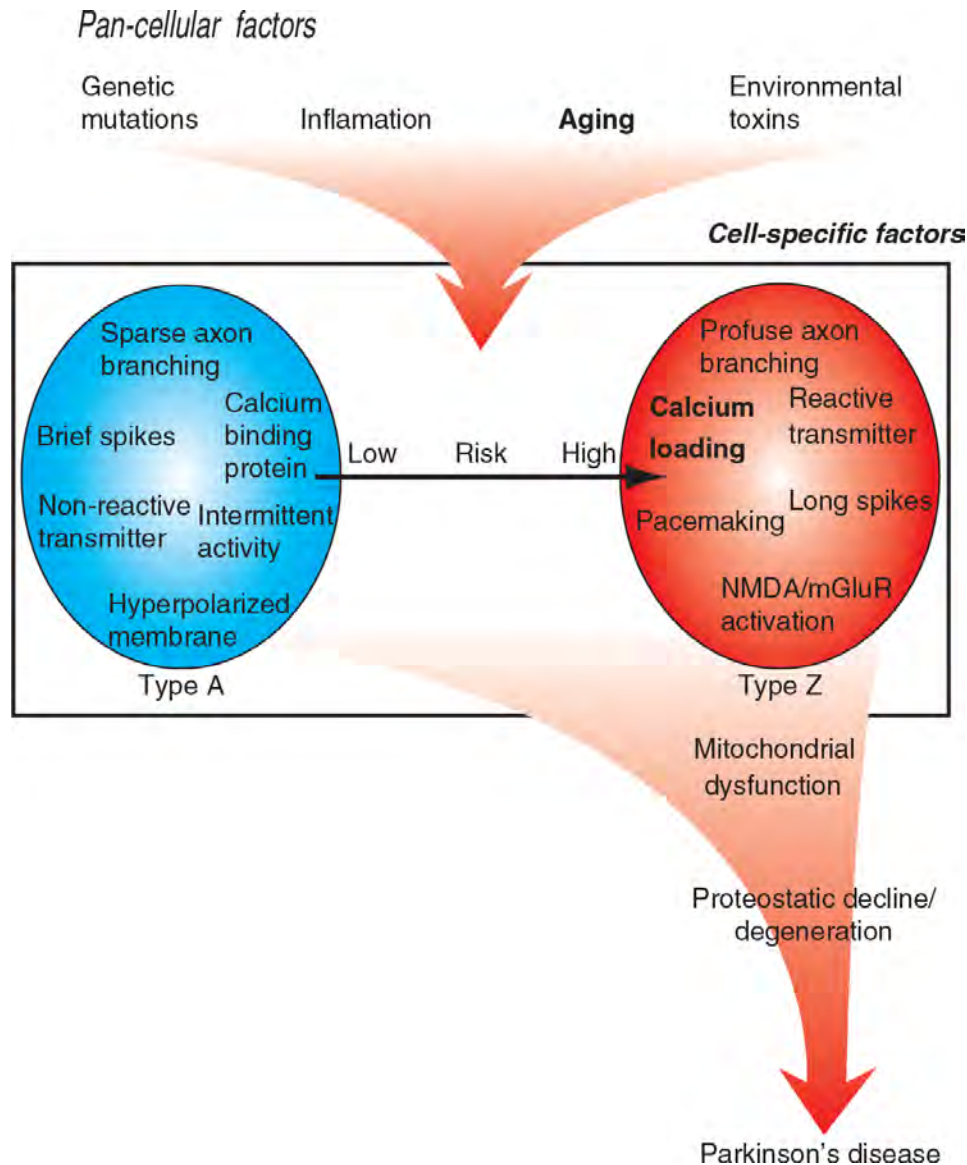 Pan-cellular factors
Genetic
mutations
Inflamation
Aging
Environmental
toxins
Cell-specific factors
Sparse axon
branching
Brief spikes
Calcium
binding
protein
Non-reactive
transmitter
Intermittent
activity
Hyperpolarized
membrane
Type A
Low Risk High
Profuse axon
branching
Calcium
loading
Reactive
transmitter
Pacemaking
Long spikes
NMDA/mGluR
activation
Type Z
Mitochondrial
dysfunction
Proteostatic decline/
degeneration
Parkinson's disease